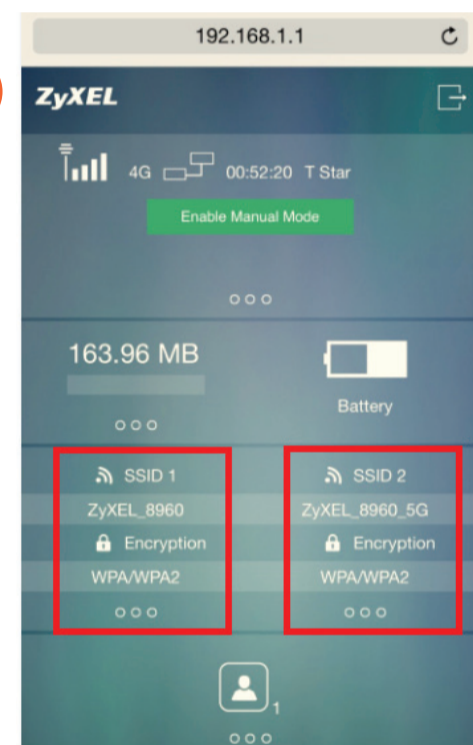 192.168.1.1
ZyXEL
4G 00:52:20 T Star
Enable Manual Mode
163.96 MB
Battery
SSID 1
ZyXEL_8960
Encryption
WPA/WPA2
SSID 2
ZyXEL_8960_5G
Encryption
WPA/WPA2
1